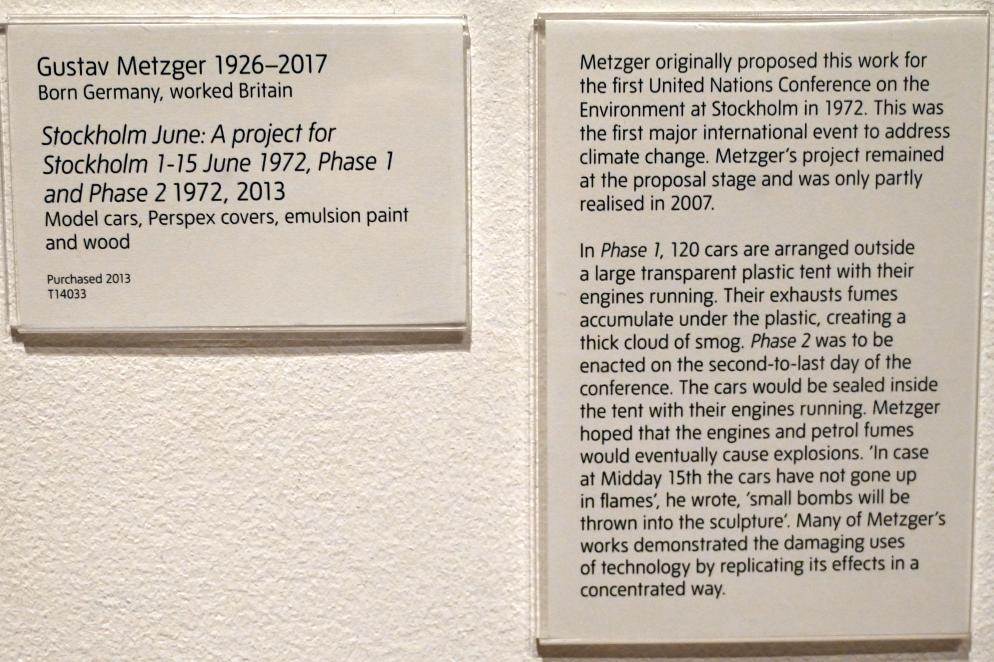 Gustav Metzger 1926–2017
Born Germany, worked Britain
Stockholm June: A project for
Stockholm 1-15 June 1972, Phase 1
and Phase 2 1972, 2013
Model cars, Perspex covers, emulsion paint
and wood
Purchased 2013
T14033
Metzger originally proposed this work for
the first United Nations Conference on the
Environment at Stockholm in 1972. This was
the first major international event to address
climate change. Metzger's project remained
at the proposal stage and was only partly
realised in 2007.
In Phase 1, 120 cars are arranged outside
a large transparent plastic tent with their
engines running. Their exhausts fumes
accumulate under the plastic, creating a
thick cloud of smog. Phase 2 was to be
enacted on the second-to-last day of the
conference. The cars would be sealed inside
the tent with their engines running. Metzger
hoped that the engines and petrol fumes
would eventually cause explosions. 'In case
at Midday 15th the cars have not gone up
in flames', he wrote, 'small bombs will be
thrown into the sculpture'. Many of Metzger's
works demonstrated the damaging uses
of technology by replicating its effects in a
concentrated way.